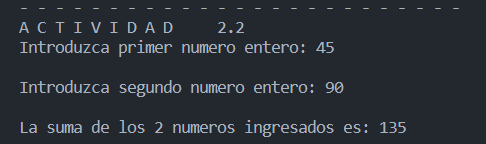 - - - - - - - - - - - - - - - - - - - - - - - - -
A C T I V I D A D     2.2
Introduzca primer numero entero: 45
Introduzca segundo numero entero: 90
La suma de los 2 numeros ingresados es: 135